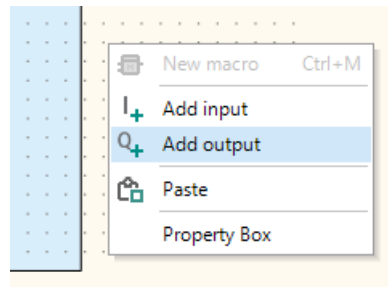 New macro Ctrl+M
Add input
Add output
Paste
Property Box